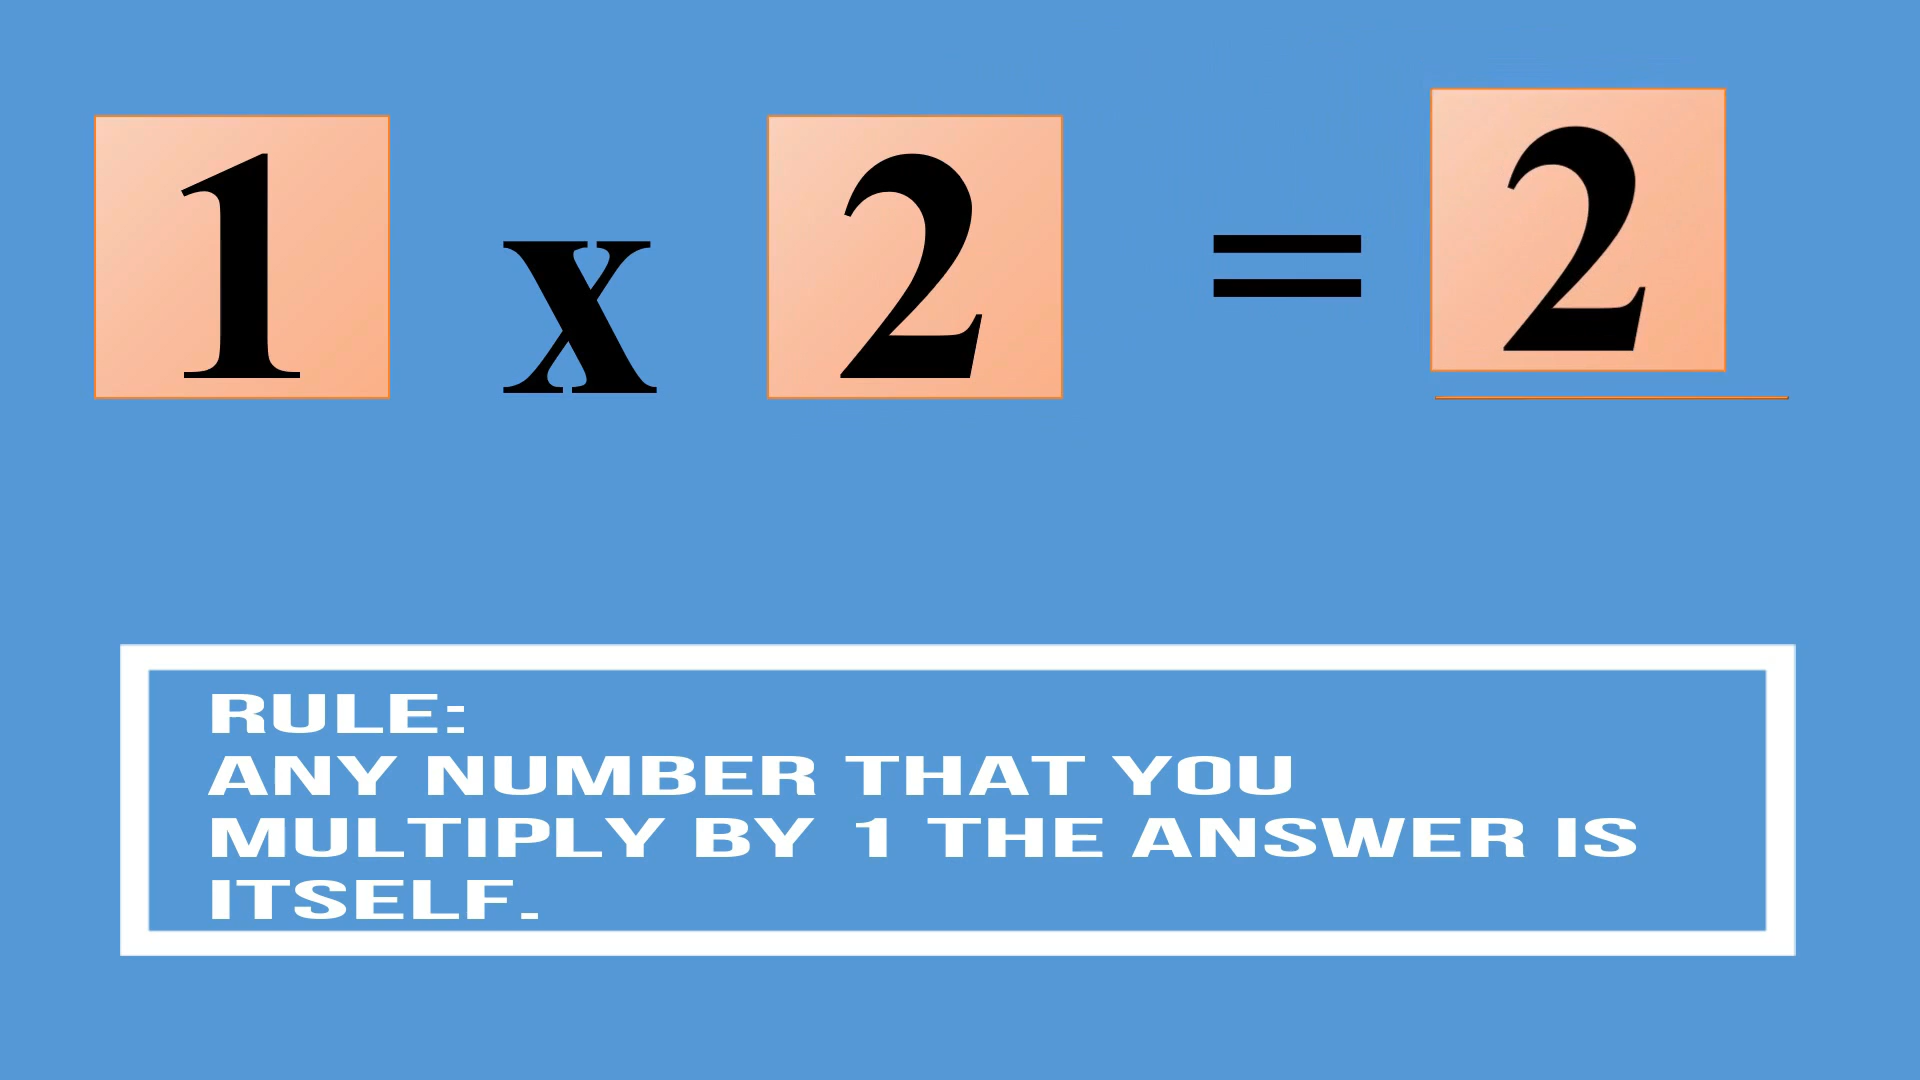 1 x 2 = 2
RULE:
ANY NUMBER THAT YOU
MULTIPLY BY 1 THE ANSWER IS
ITSELF.